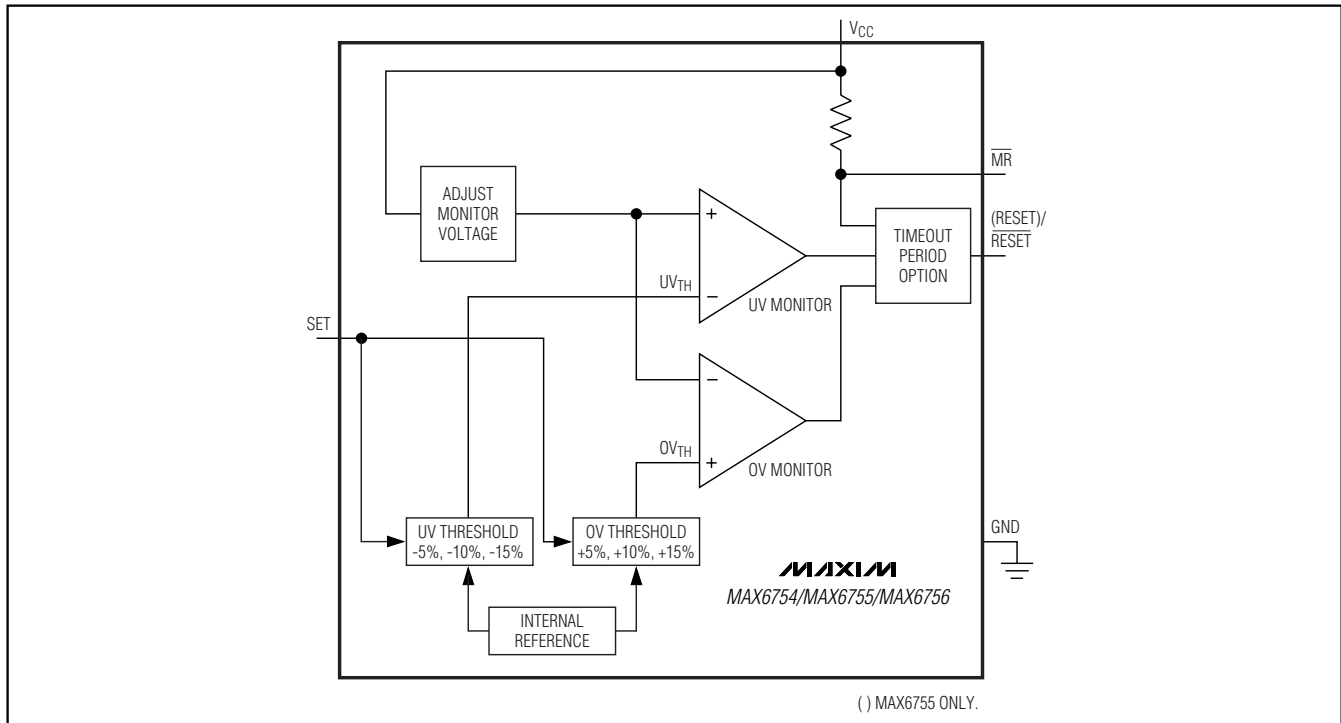 VCC
MR
ADJUST
MONITOR
VOLTAGE
+
(RESET)/
RESET
TIMEOUT
PERIOD
OPTION
UVTH
−
UV MONITOR
SET
−
OVTH
+
OV MONITOR
UV THRESHOLD
-5%, -10%, -15%
OV THRESHOLD
+5%, +10%, +15%
GND
MAXIM
MAX6754/MAX6755/MAX6756
INTERNAL
REFERENCE
( ) MAX6755 ONLY.